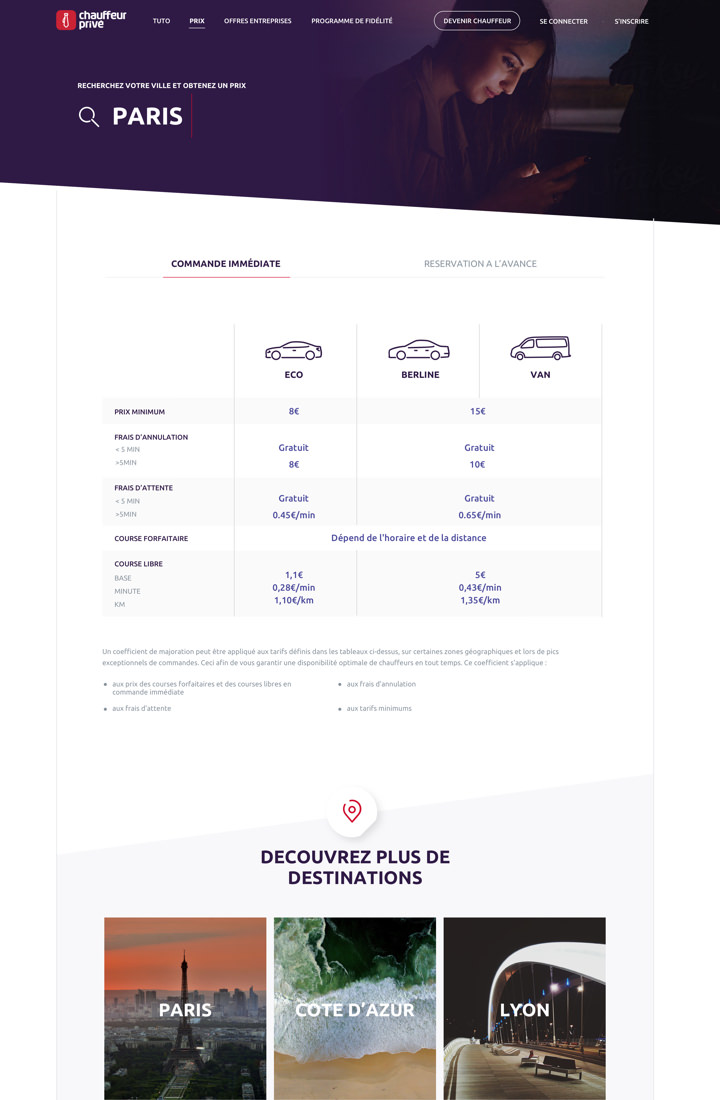 chauffeur
privé
TUTO
PRIX
OFFRES ENTREPRISES
PROGRAMME DE FIDÉLITÉ
DEVENIR CHAUFFEUR
SE CONNECTER
S'INSCRIRE
RECHERCHEZ VOTRE VILLE ET OBTENEZ UN PRIX
PARIS
COMMANDE IMMÉDIATE
RESERVATION A L'AVANCE
ECO
BERLINE
VAN
PRIX MINIMUM
8€
15€
FRAIS D'ANNULATION
< 5 MIN
Gratuit
Gratuit
>5MIN
8€
10€
FRAIS D'ATTENTE
< 5 MIN
Gratuit
Gratuit
>5MIN
0.45€/min
0.65€/min
COURSE FORFAITAIRE
Dépend de l'horaire et de la distance
COURSE LIBRE
BASE
1,1€
5€
MINUTE
0,28€/min
0,43€/min
KM
1,10€/km
1,35€/km
Un coefficient de majoration peut être appliqué aux tarifs définis dans les tableaux ci-dessus, sur certaines zones géographiques et lors de pics
exceptionnels de commandes. Ceci afin de vous garantir une disponibilité optimale de chauffeurs en tout temps. Ce coefficient s'applique :
aux prix des courses forfaitaires et des courses libres en
commande immédiate
aux frais d'annulation
aux frais d'attente
aux tarifs minimums
DECOUVREZ PLUS DE
DESTINATIONS
PARIS
COTE D'AZUR
LYON